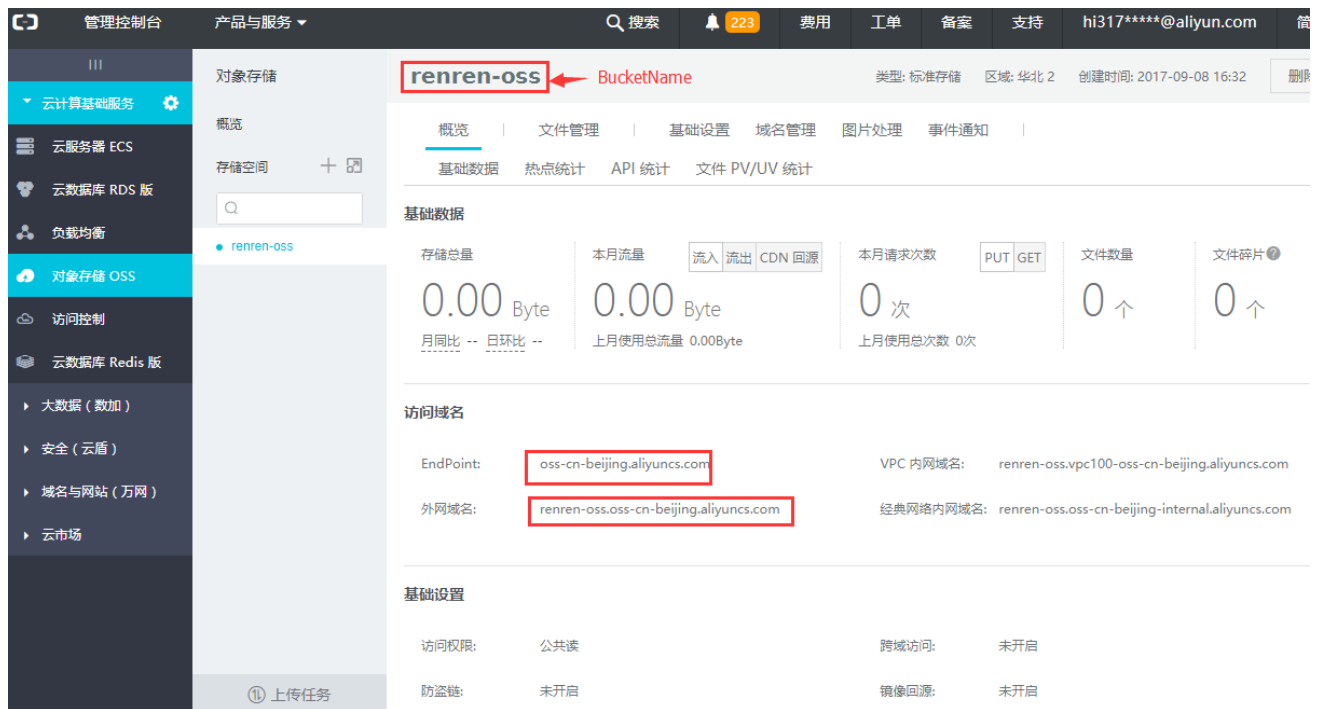 管理控制台 产品与服务 搜索 223 费用 工单 备案 支持 hi317*****@aliyun.com 简
云计算基础服务
云服务器 ECS
云数据库 RDS 版
负载均衡
对象存储 OSS
访问控制
云数据库 Redis 版
大数据（数加）
安全（云盾）
域名与网站（万网）
云市场
对象存储
概览
存储空间
renren-oss
上传任务
renren-oss BucketName 类型: 标准存储 区域: 华北 2 创建时间: 2017-09-08 16:32 删除
概览 文件管理 基础设置 域名管理 图片处理 事件通知
基础数据 热点统计 API 统计 文件 PV/UV 统计
基础数据
存储总量 本月流量 流入 流出 CDN 回源 本月请求次数 PUT GET 文件数量 文件碎片
0.00 Byte 0.00 Byte 0 次 0 个 0 个
月同比 -- 日环比 -- 上月使用总流量 0.00Byte 上月使用总次数 0次
访问域名
EndPoint: oss-cn-beijing.aliyuncs.com VPC 内网域名: renren-oss.vpc100-oss-cn-beijing.aliyuncs.com
外网域名: renren-oss.oss-cn-beijing.aliyuncs.com 经典网络内网域名: renren-oss.oss-cn-beijing-internal.aliyuncs.com
基础设置
访问权限: 公共读 跨域访问: 未开启
防盗链: 未开启 镜像回源: 未开启